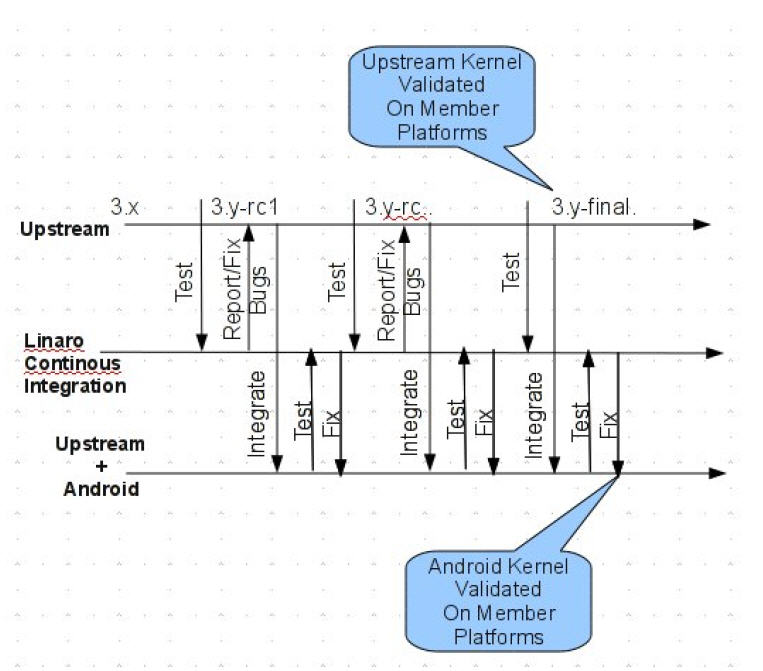 Upstream Kernel
Validated
On Member
Platforms
3.x
3.y-rc1
3.y-rc..
3.y-final.
Upstream
Test
Report/Fix
Bugs
Test
Report/Fix
Bugs
Test
Linaro
Continous
Integration
Integrate
Test
Fix
Integrate
Test
Fix
Integrate
Test
Fix
Upstream
+
Android
Android Kernel
Validated
On Member
Platforms